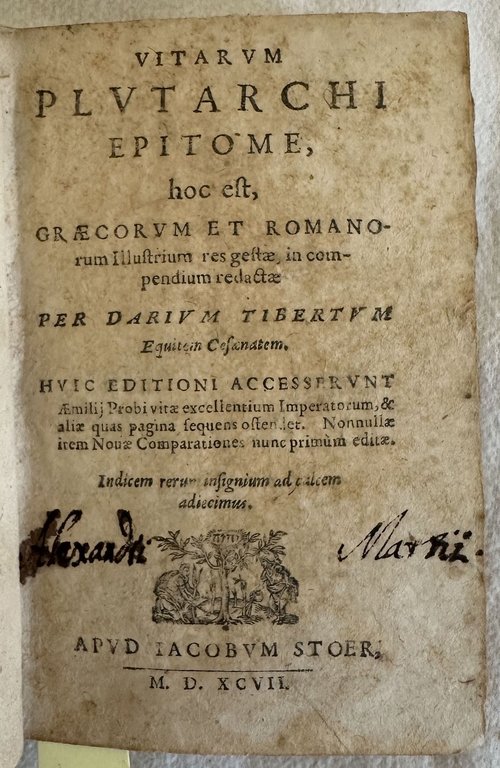 VITARVM
PLVTARCHI
EPITOME,
hoc est,
GRÆCORVM ET ROMANO-
rum Illustrium res gestæ, in com-
pendium redactæ
PER DARIVM TIBERTVM
Equitem Cesenatem.
HVIC EDITIONI ACCESSERVNT
Æmilij Probi vitæ excellentium Imperatorum, &
aliæ quas pagina sequens ostendet. Nonnullæ
item Nouæ Comparationes nunc primùm editæ.
Indicem rerum insignium ad calcem
adiecimus.
Alexandri Martii.
APVD IACOBVM STOER,
M. D. XCVII.